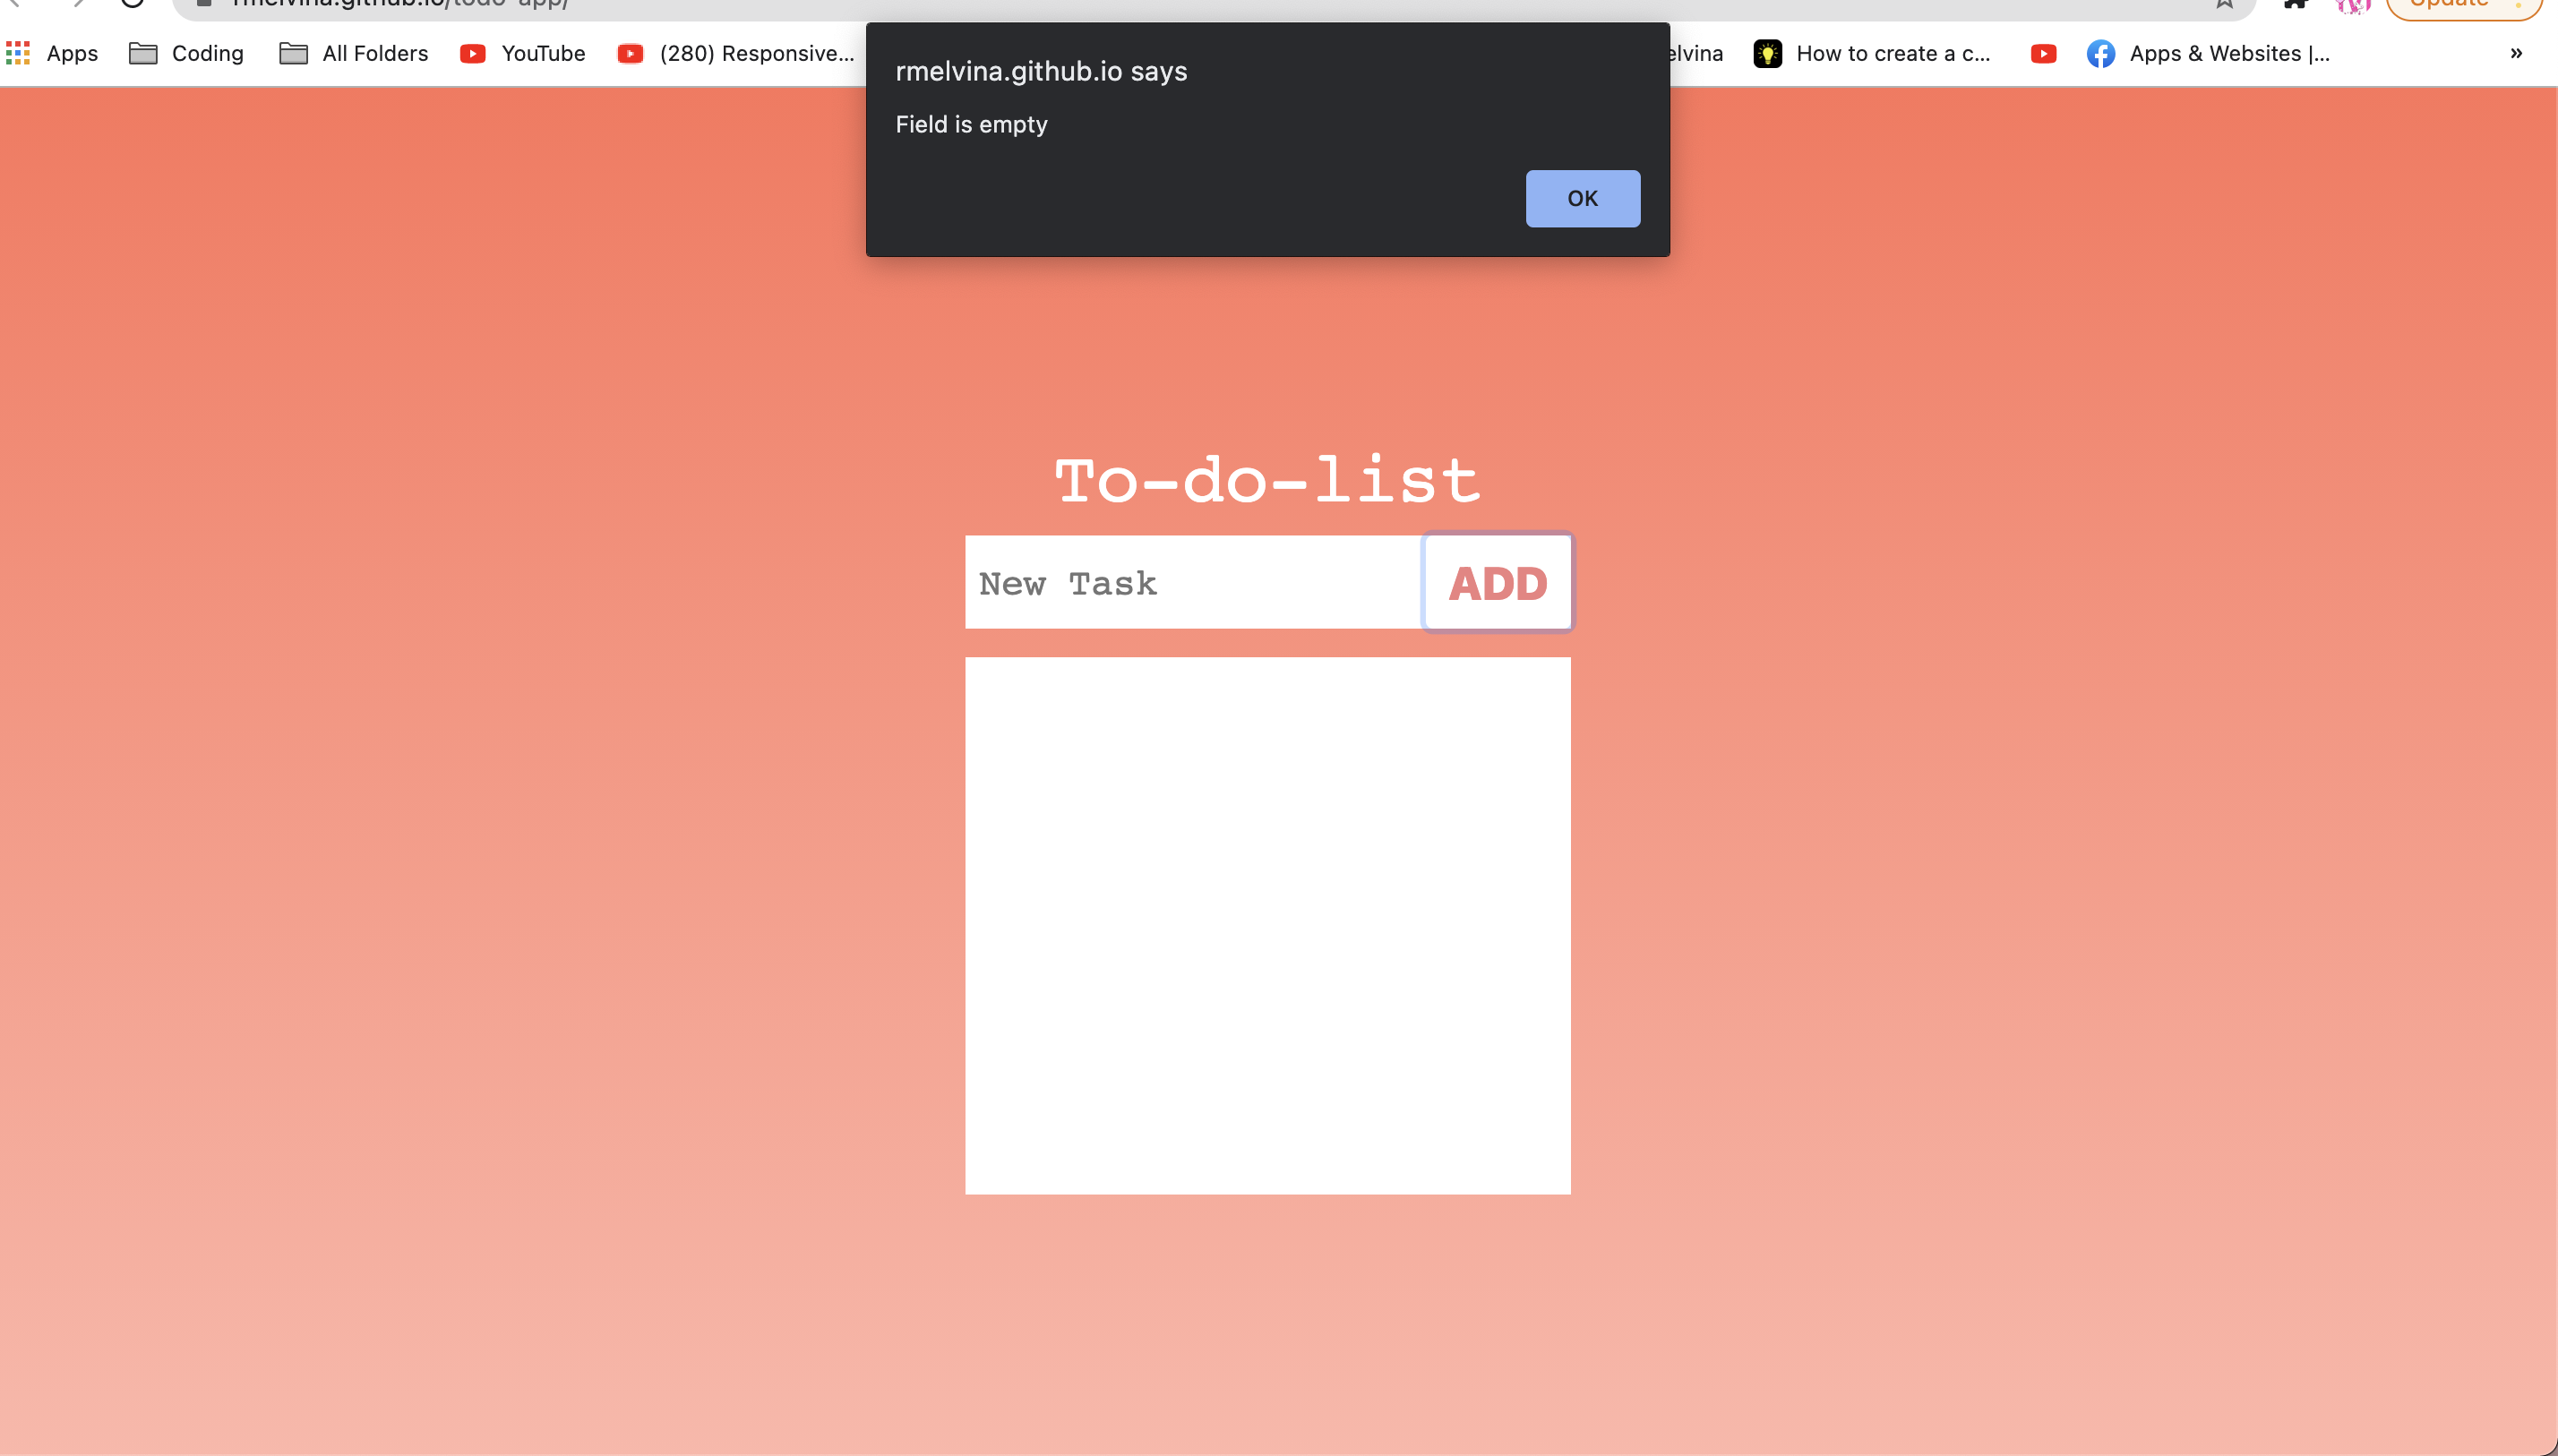 rmelvina.github.io/todo-app/
Update
Apps
Coding
All Folders
YouTube
(280) Responsive...
elvina
How to create a c...
Apps & Websites |...
»
rmelvina.github.io says
Field is empty
OK
To-do-list
New Task
ADD